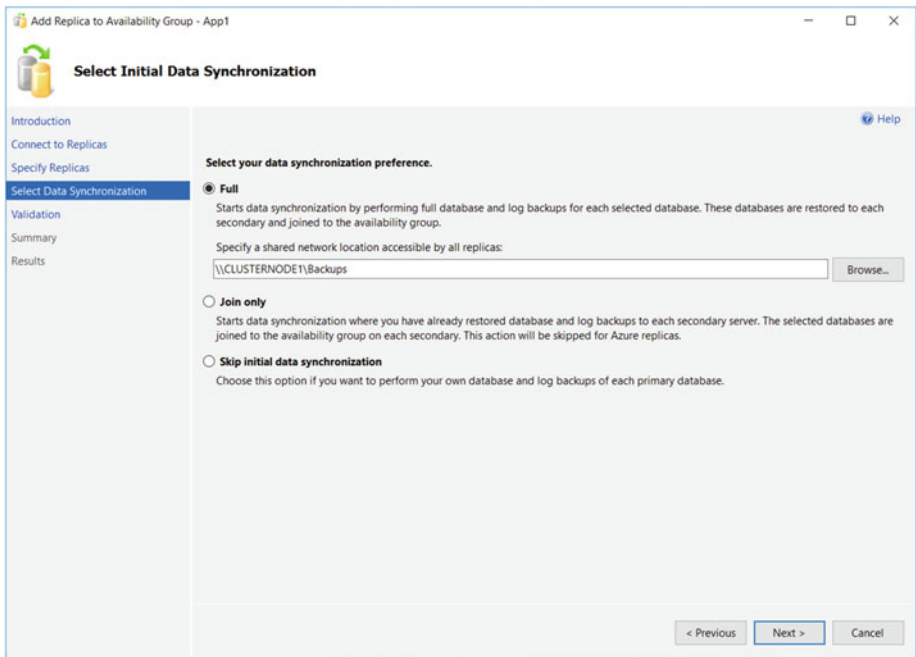 Add Replica to Availability Group - App1
Select Initial Data Synchronization
Introduction
Connect to Replicas
Specify Replicas
Select Data Synchronization
Validation
Summary
Results
Help
Select your data synchronization preference.
Full
Starts data synchronization by performing full database and log backups for each selected database. These databases are restored to each
secondary and joined to the availability group.
Specify a shared network location accessible by all replicas:
\\CLUSTERNODE1\Backups
Browse...
Join only
Starts data synchronization where you have already restored database and log backups to each secondary server. The selected databases are
joined to the availability group on each secondary. This action will be skipped for Azure replicas.
Skip initial data synchronization
Choose this option if you want to perform your own database and log backups of each primary database.
< Previous
Next >
Cancel